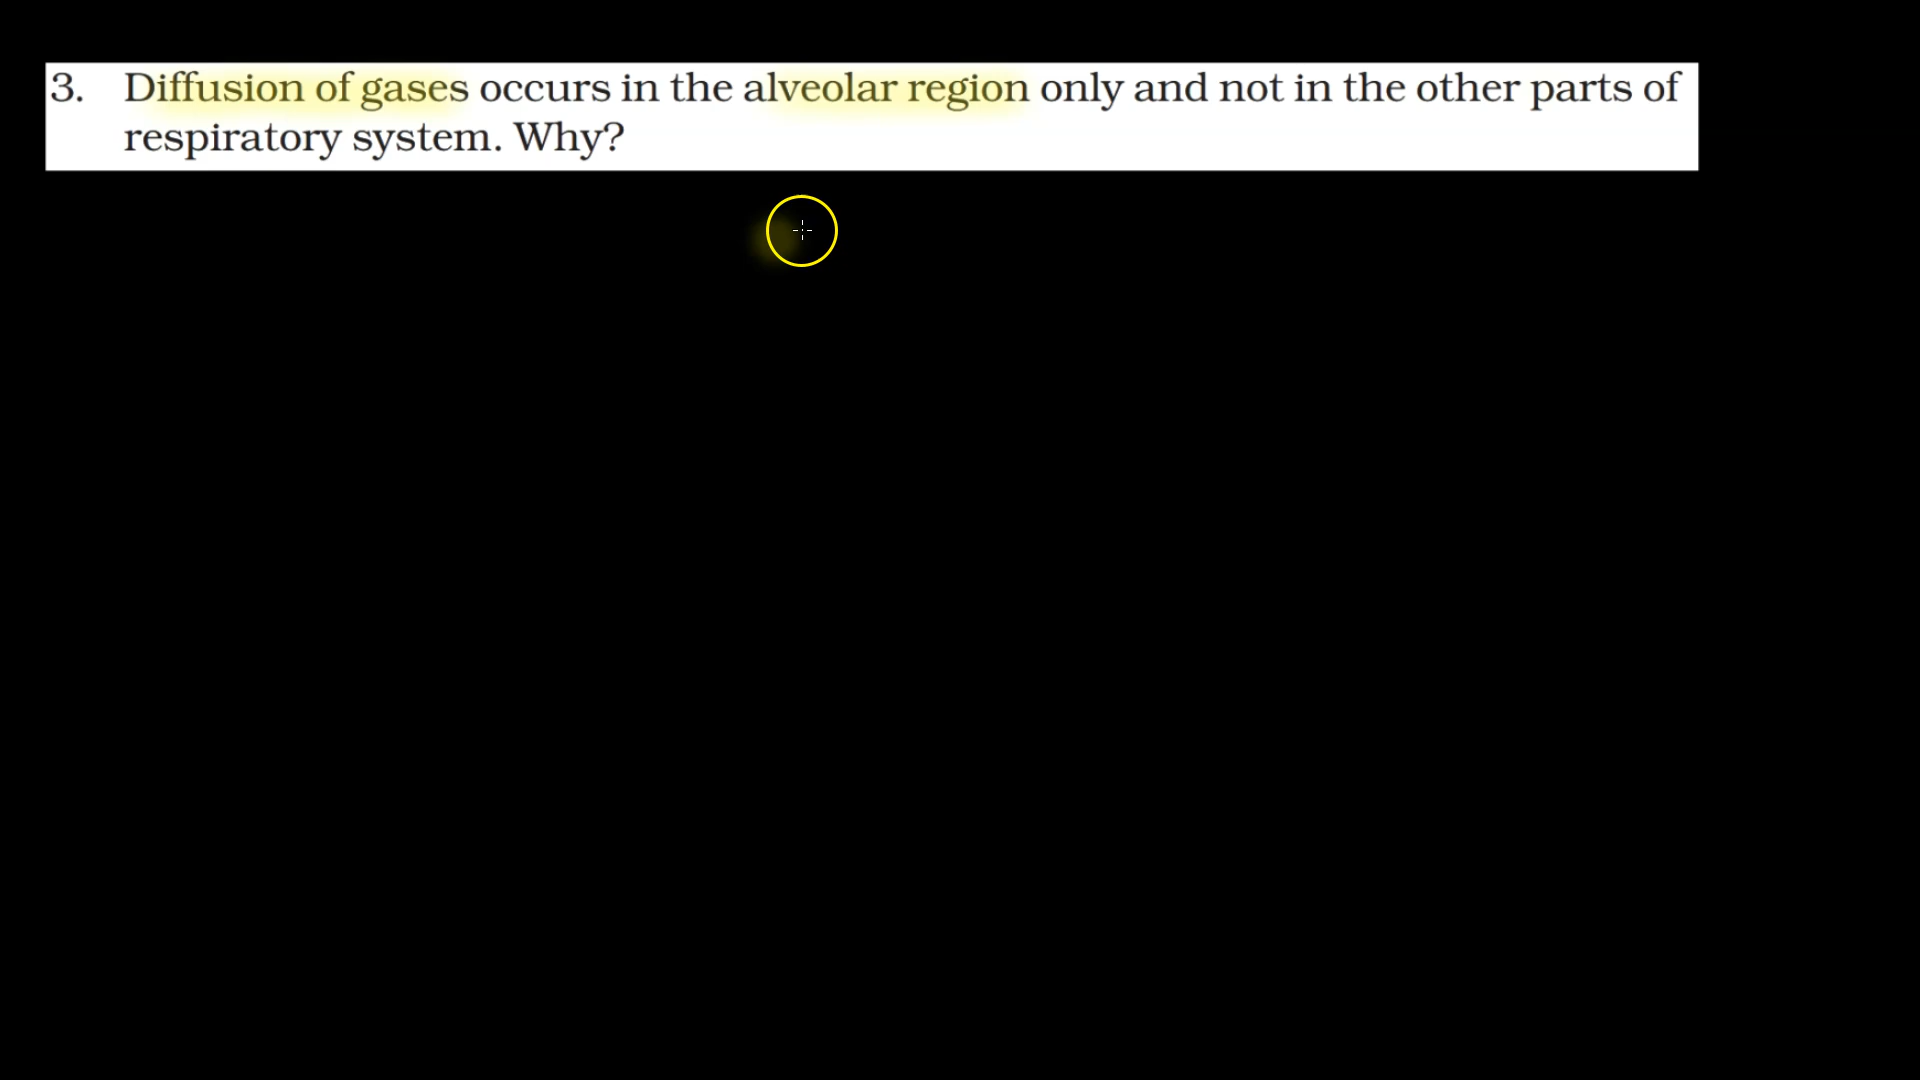 3. Diffusion of gases occurs in the alveolar region only and not in the other parts of
respiratory system. Why?